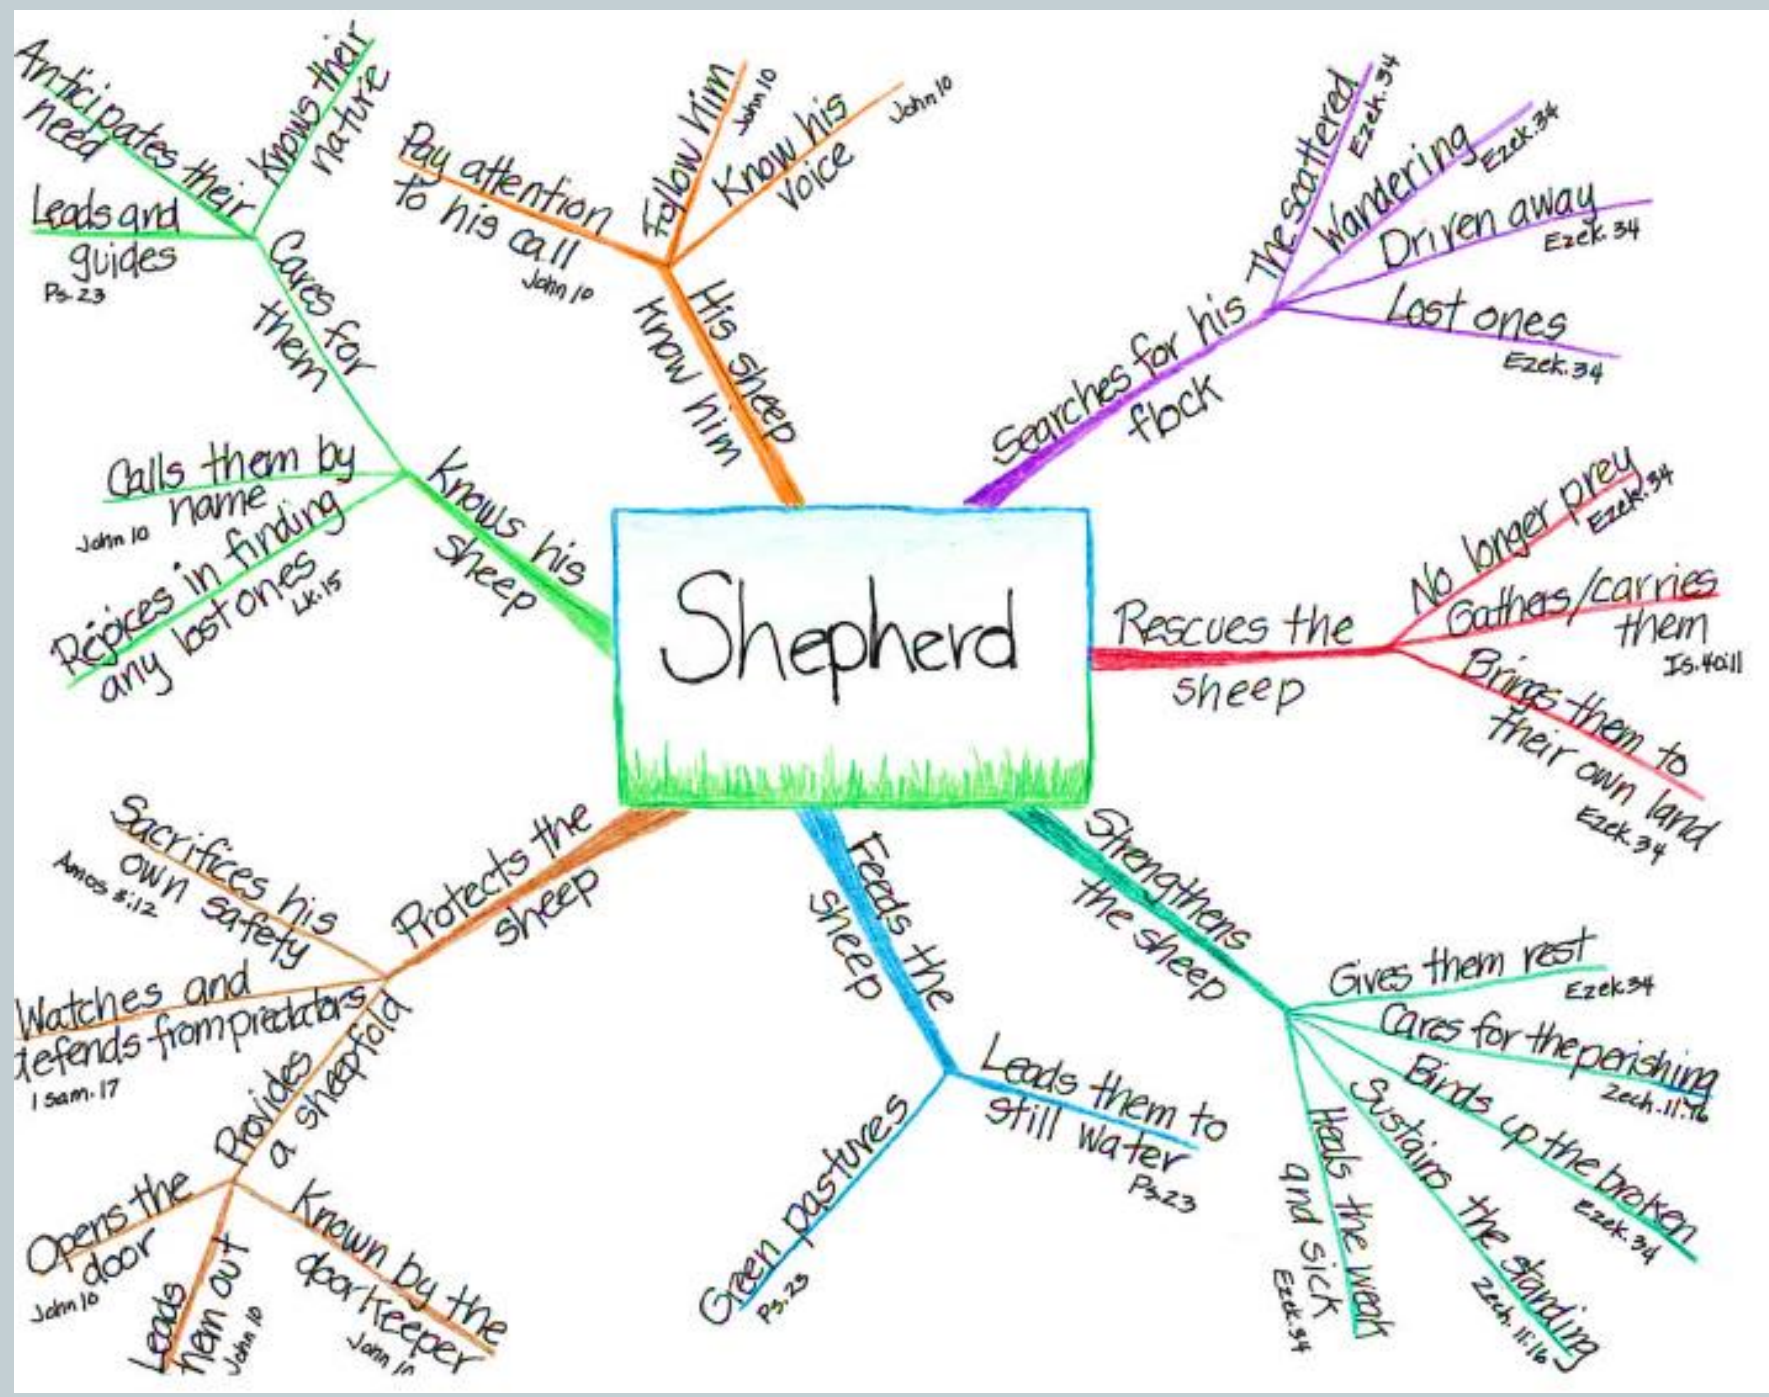 Shepherd
Knows his
sheep
Cares for
them
Anticipates their
need
Knows their
nature
Leads and
guides
Ps. 23
Calls them by
name
John 10
Rejoices in finding
any lost ones
Lk. 15
His sheep
know him
Pay attention
to his call
John 10
Follow him
John 10
Know his
voice
John 10
Searches for his
flock
The scattered
Ezek. 34
Wandering
Ezek. 34
Driven away
Ezek. 34
Lost ones
Ezek. 34
Rescues the
sheep
No longer prey
Ezek. 34
Gathers/carries
them
Is. 40:11
Brings them to
their own land
Ezek. 34
Strengthens
the sheep
Gives them rest
Ezek 34
Cares for the perishing
Zech. 11:16
Binds up the broken
Ezek. 34
Sustains the standing
Zech. 11:16
Heals the weak
and sick
Ezek. 34
Feeds the
sheep
Leads them to
still water
Ps. 23
Green pastures
Ps. 23
Protects the
sheep
Sacrifices his
own safety
Amos 3:12
Watches and
defends from predators
1 Sam. 17
Provides
a sheepfold
Opens the
door
John 10
Leads
them out
John 10
Known by the
doorkeeper
John 10